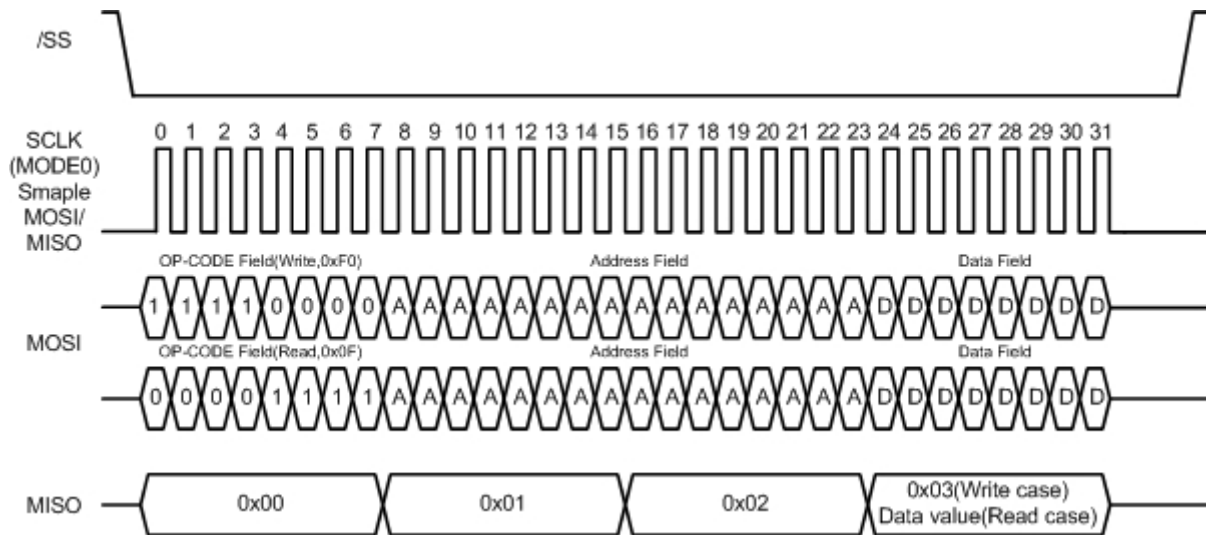 /SS
0 1 2 3 4 5 6 7 8 9 10 11 12 13 14 15 16 17 18 19 20 21 22 23 24 25 26 27 28 29 30 31
SCLK
(MODE0)
Smaple
MOSI/
MISO
OP-CODE Field(Write,0xF0) Address Field Data Field
1 1 1 1 0 0 0 0 A A A A A A A A A A A A A A A A D D D D D D D D
MOSI
OP-CODE Field(Read,0x0F) Address Field Data Field
0 0 0 0 1 1 1 1 A A A A A A A A A A A A A A A A D D D D D D D D
MISO 0x00 0x01 0x02 0x03(Write case)
Data value(Read case)